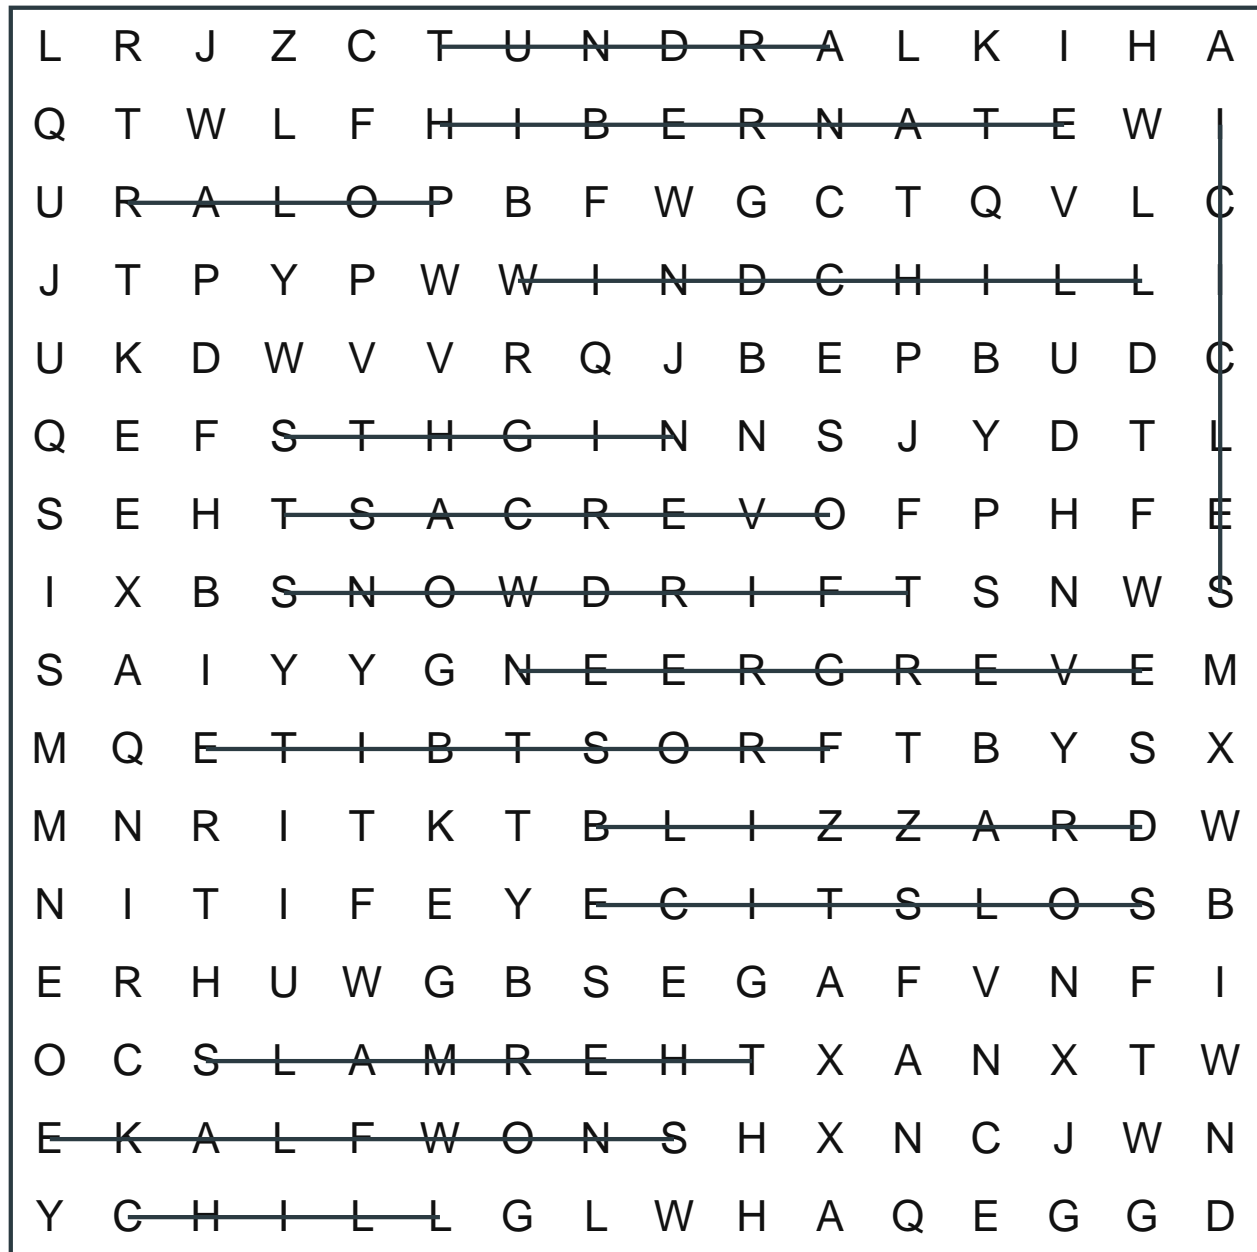 L R J Z C T U N D R A L K I H A
Q T W L F H I B E R N A T E W I
U R A L O P B F W G C T Q V L C
J T P Y P W W I N D C H I L L I
U K D W V V R Q J B E P B U D C
Q E F S T H G I N N S J Y D T L
S E H T S A C R E V O F P H F E
I X B S N O W D R I F T S N W S
S A I Y Y G N E E R G R E V E M
M Q E T I B T S O R F T B Y S X
M N R I T K T B L I Z Z A R D W
N I T I F E Y E C I T S L O S B
E R H U W G B S E G A F V N F I
O C S L A M R E H T X A N X T W
E K A L F W O N S H X N C J W N
Y C H I L L G L W H A Q E G G D